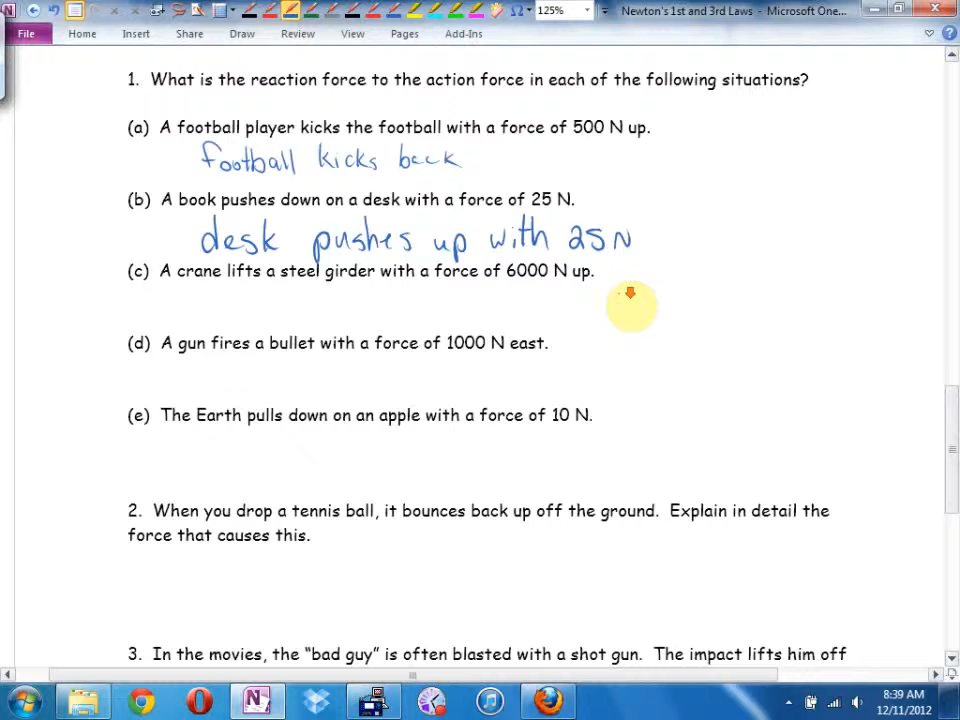 Newton's 1st and 3rd Laws - Microsoft One...
125%
File Home Insert Share Draw Review View Pages Add-Ins
1. What is the reaction force to the action force in each of the following situations?
(a) A football player kicks the football with a force of 500 N up.
football kicks back
(b) A book pushes down on a desk with a force of 25 N.
desk pushes up with 25 N
(c) A crane lifts a steel girder with a force of 6000 N up.
(d) A gun fires a bullet with a force of 1000 N east.
(e) The Earth pulls down on an apple with a force of 10 N.
2. When you drop a tennis ball, it bounces back up off the ground. Explain in detail the
force that causes this.
3. In the movies, the “bad guy” is often blasted with a shot gun. The impact lifts him off
8:39 AM
12/11/2012